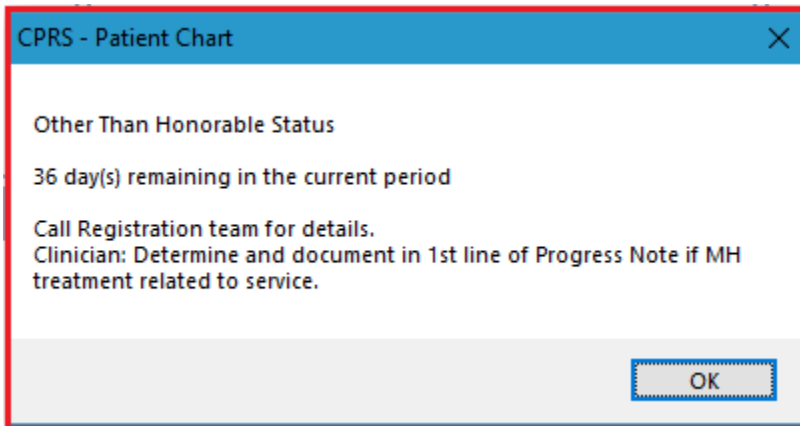 CPRS - Patient Chart
Other Than Honorable Status
36 day(s) remaining in the current period
Call Registration team for details.
Clinician: Determine and document in 1st line of Progress Note if MH
treatment related to service.
OK